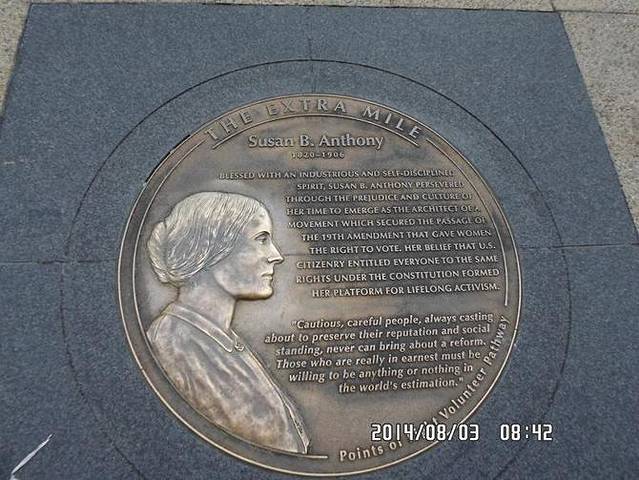 THE EXTRA MILE
Susan B. Anthony
1820-1906
BLESSED WITH AN INDUSTRIOUS AND SELF-DISCIPLINED
SPIRIT, SUSAN B. ANTHONY PERSEVERED
THROUGH THE PREJUDICE AND CULTURE OF
HER TIME TO EMERGE AS THE ARCHITECT OF A
MOVEMENT WHICH SECURED THE PASSAGE OF
THE 19TH AMENDMENT THAT GAVE WOMEN
THE RIGHT TO VOTE. HER BELIEF THAT U.S.
CITIZENRY ENTITLED EVERYONE TO THE SAME
RIGHTS UNDER THE CONSTITUTION FORMED
HER PLATFORM FOR LIFELONG ACTIVISM.
"Cautious, careful people, always casting
about to preserve their reputation and social
standing, never can bring about a reform.
Those who are really in earnest must be
willing to be anything or nothing in
the world's estimation."
Points of Volunteer Pathway
2014/08/03 08:42